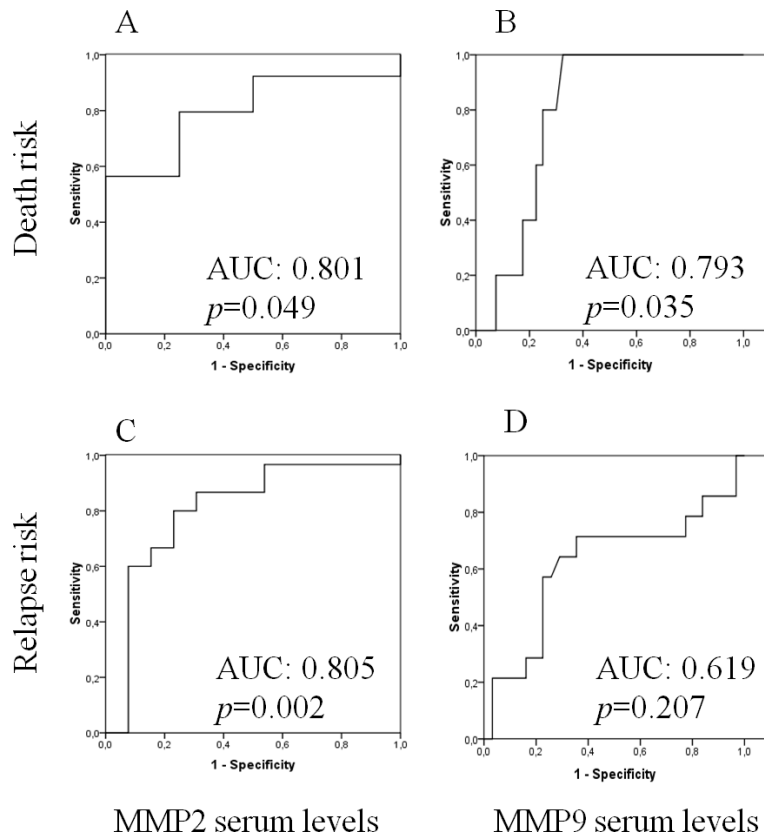 A
B
Death risk
1,0
0,8
0,6
0,4
0,2
0,0
Sensitivity
AUC: 0.801
p=0.049
0,0 0,2 0,4 0,6 0,8 1,0
1 - Specificity
1,0
0,8
0,6
0,4
0,2
0,0
Sensitivity
AUC: 0.793
p=0.035
0,0 0,2 0,4 0,6 0,8 1,0
1 - Specificity
C
D
Relapse risk
1,0
0,8
0,6
0,4
0,2
0,0
Sensitivity
AUC: 0.805
p=0.002
0,0 0,2 0,4 0,6 0,8 1,0
1 - Specificity
1,0
0,8
0,6
0,4
0,2
0,0
Sensitivity
AUC: 0.619
p=0.207
0,0 0,2 0,4 0,6 0,8 1,0
1 - Specificity
MMP2 serum levels
MMP9 serum levels